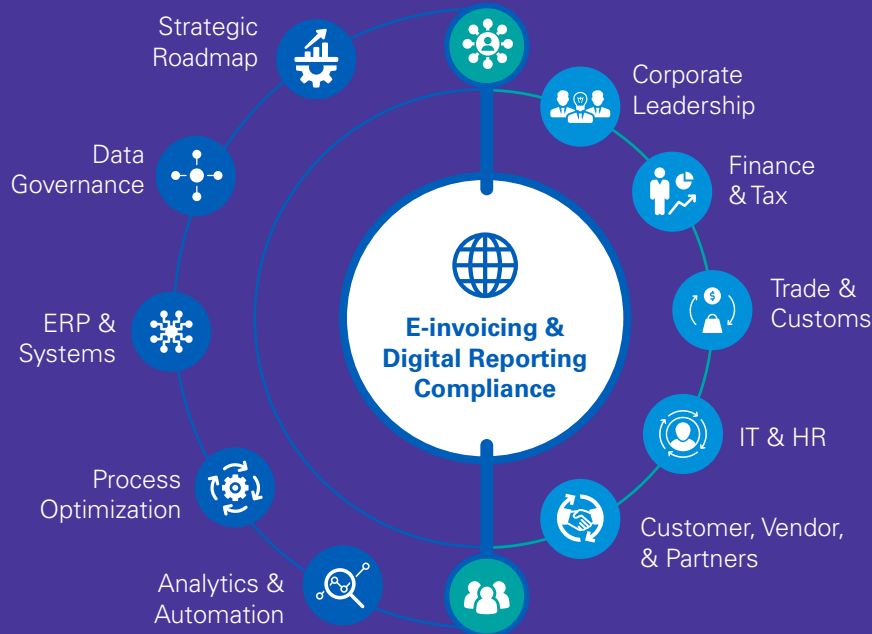 Strategic
Roadmap
Data
Governance
ERP &
Systems
Process
Optimization
Analytics &
Automation
E-invoicing &
Digital Reporting
Compliance
Corporate
Leadership
Finance
& Tax
$
Trade &
Customs
IT & HR
Customer, Vendor,
& Partners